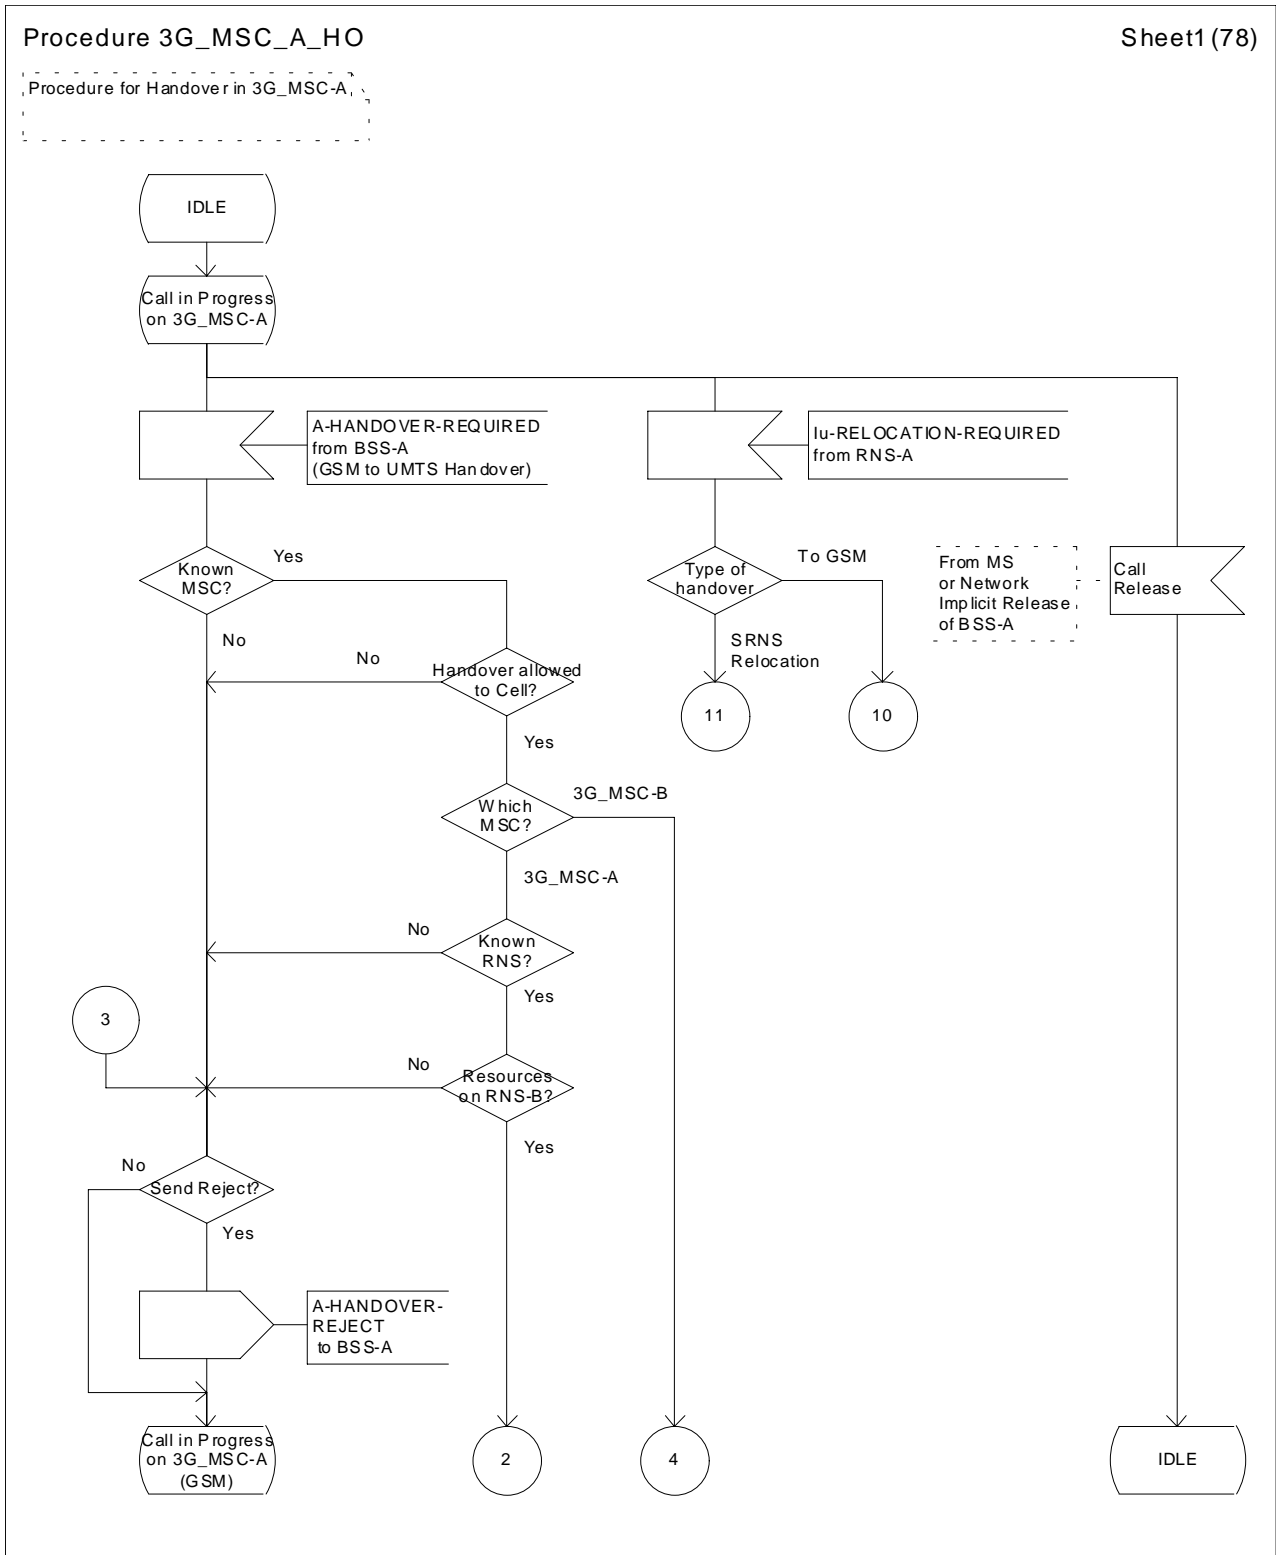 Procedure 3G_MSC_A_HO
Sheet1(78)
Procedure for Handover in 3G_MSC-A
IDLE
Call in Progress
on 3G_MSC-A
A-HANDOVER-REQUIRED
from BSS-A
(GSM to UMTS Handover)
Iu-RELOCATION-REQUIRED
from RNS-A
Known
MSC?
Yes
No
Type of
handover
To GSM
SRNS
Relocation
From MS
or Network
Implicit Release
of BSS-A
Call
Release
No
Handover allowed
to Cell?
Yes
11
10
Which
MSC?
3G_MSC-B
3G_MSC-A
No
Known
RNS?
Yes
3
No
Resources
on RNS-B?
Yes
No
Send Reject?
Yes
A-HANDOVER-
REJECT
to BSS-A
Call in Progress
on 3G_MSC-A
(GSM)
2
4
IDLE